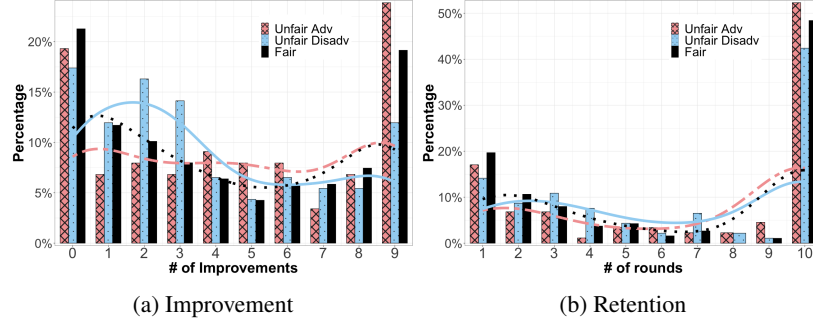 Unfair Adv
Unfair Disadv
Fair
20%
15%
10%
5%
0%
Percentage
0 1 2 3 4 5 6 7 8 9
# of Improvements
(a) Improvement
Unfair Adv
Unfair Disadv
Fair
50%
40%
30%
20%
10%
0%
Percentage
1 2 3 4 5 6 7 8 9 10
# of rounds
(b) Retention